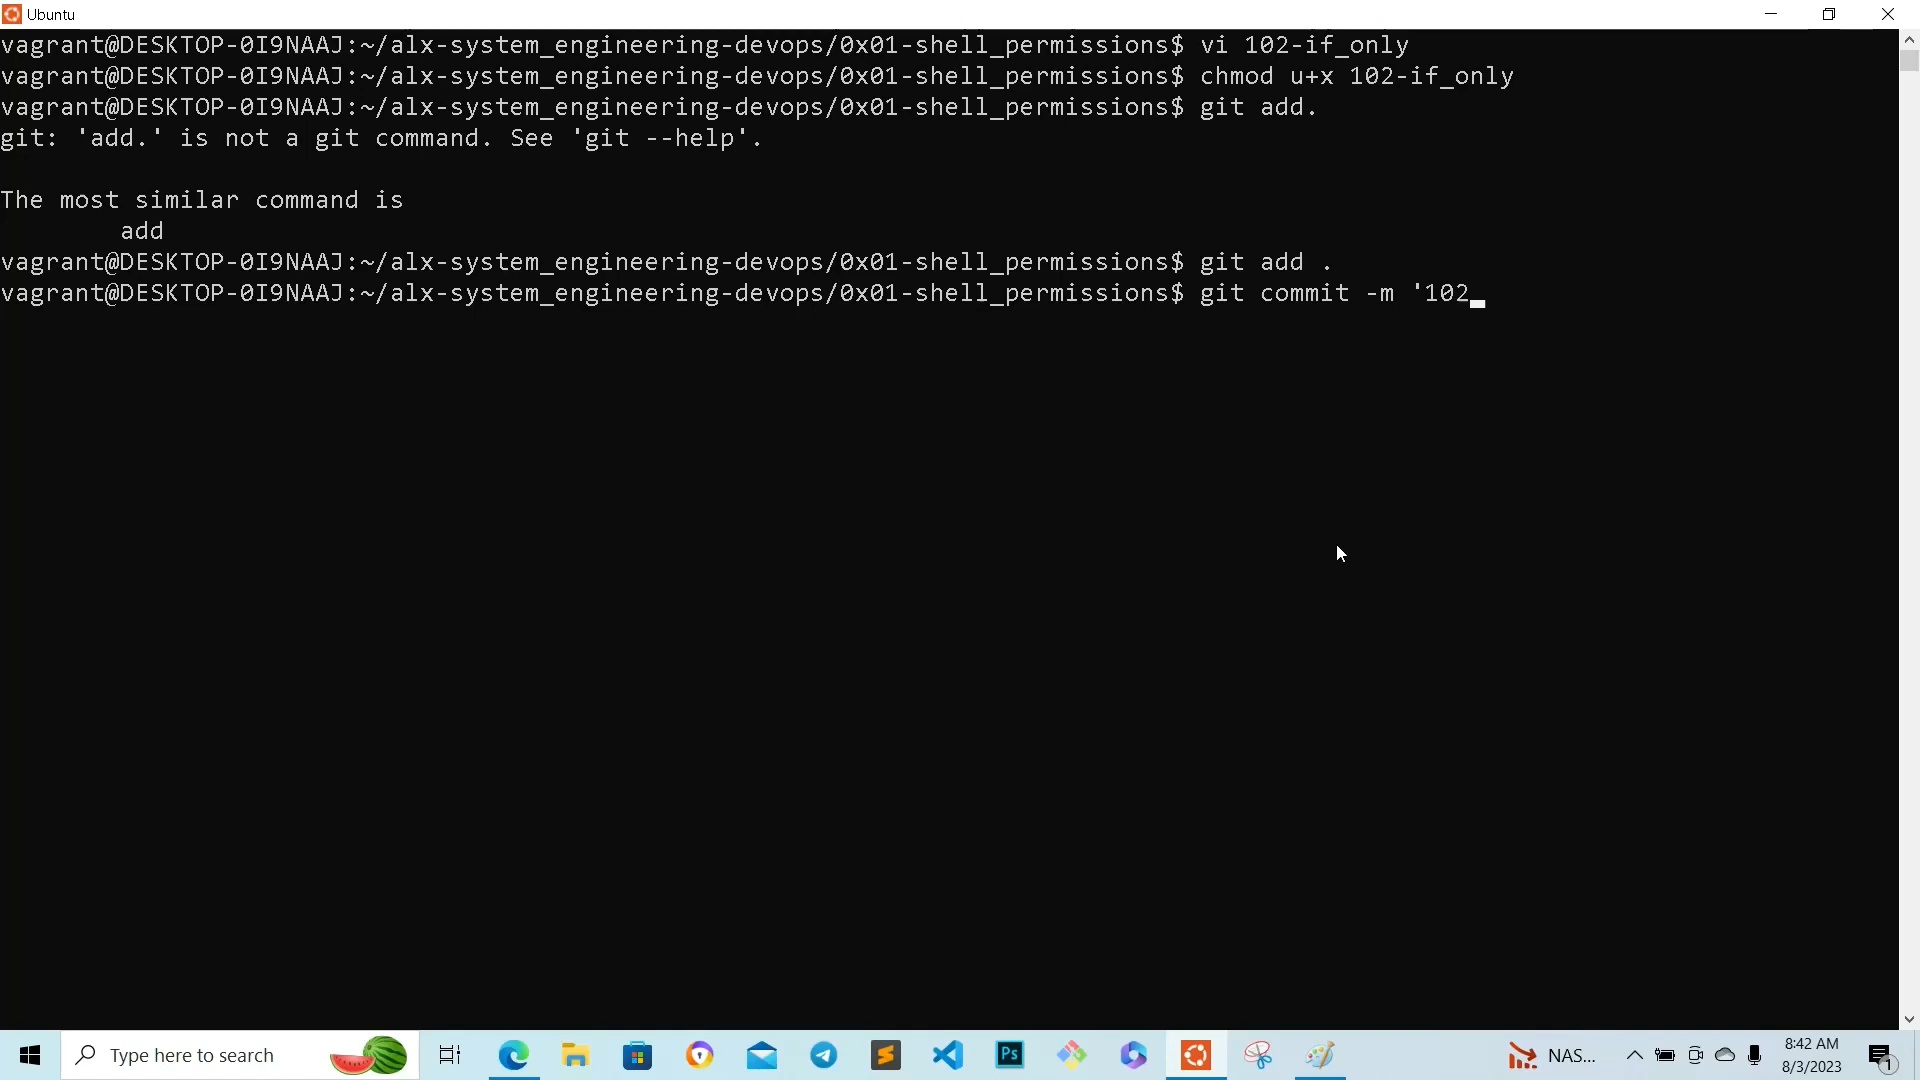 Ubuntu
vagrant@DESKTOP-0I9NAAJ:~/alx-system_engineering-devops/0x01-shell_permissions$ vi 102-if_only
vagrant@DESKTOP-0I9NAAJ:~/alx-system_engineering-devops/0x01-shell_permissions$ chmod u+x 102-if_only
vagrant@DESKTOP-0I9NAAJ:~/alx-system_engineering-devops/0x01-shell_permissions$ git add.
git: 'add.' is not a git command. See 'git --help'.
The most similar command is
add
vagrant@DESKTOP-0I9NAAJ:~/alx-system_engineering-devops/0x01-shell_permissions$ git add .
vagrant@DESKTOP-0I9NAAJ:~/alx-system_engineering-devops/0x01-shell_permissions$ git commit -m '102
Type here to search
Ps
NAS...
8:42 AM
8/3/2023
1